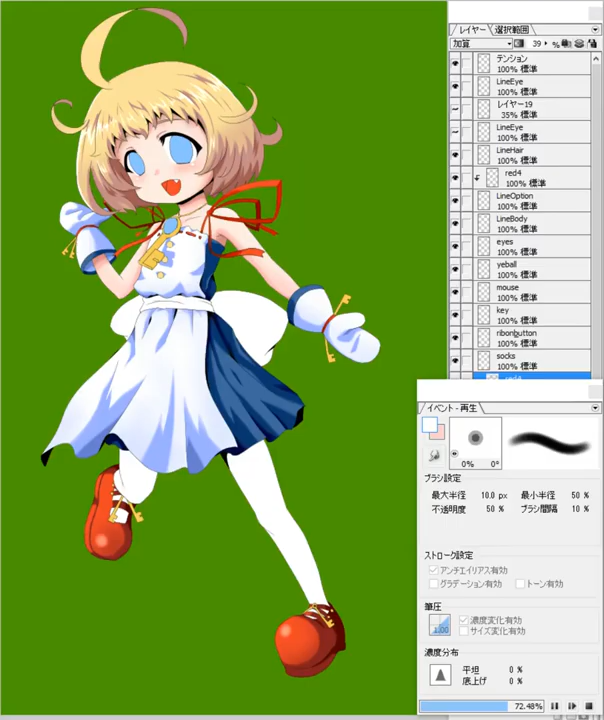 レイヤー 選択範囲
加算 39 %
テンション
100% 標準
LineEye
100% 標準
レイヤー19
35% 標準
LineEye
100% 標準
LineHair
100% 標準
red4
100% 標準
LineOption
100% 標準
LineBody
100% 標準
eyes
100% 標準
yeball
100% 標準
mouse
100% 標準
key
100% 標準
ribonbutton
100% 標準
socks
100% 標準
red4
イベント - 再生
0% 0°
ブラシ設定
最大半径 10.0 px 最小半径 50 %
不透明度 50 % ブラシ間隔 10 %
ストローク設定
アンチエイリアス有効
グラデーション有効 トーン有効
筆圧
1.00 濃度変化有効
サイズ変化有効
濃度分布
平坦 0 %
底上げ 0 %
72.48%